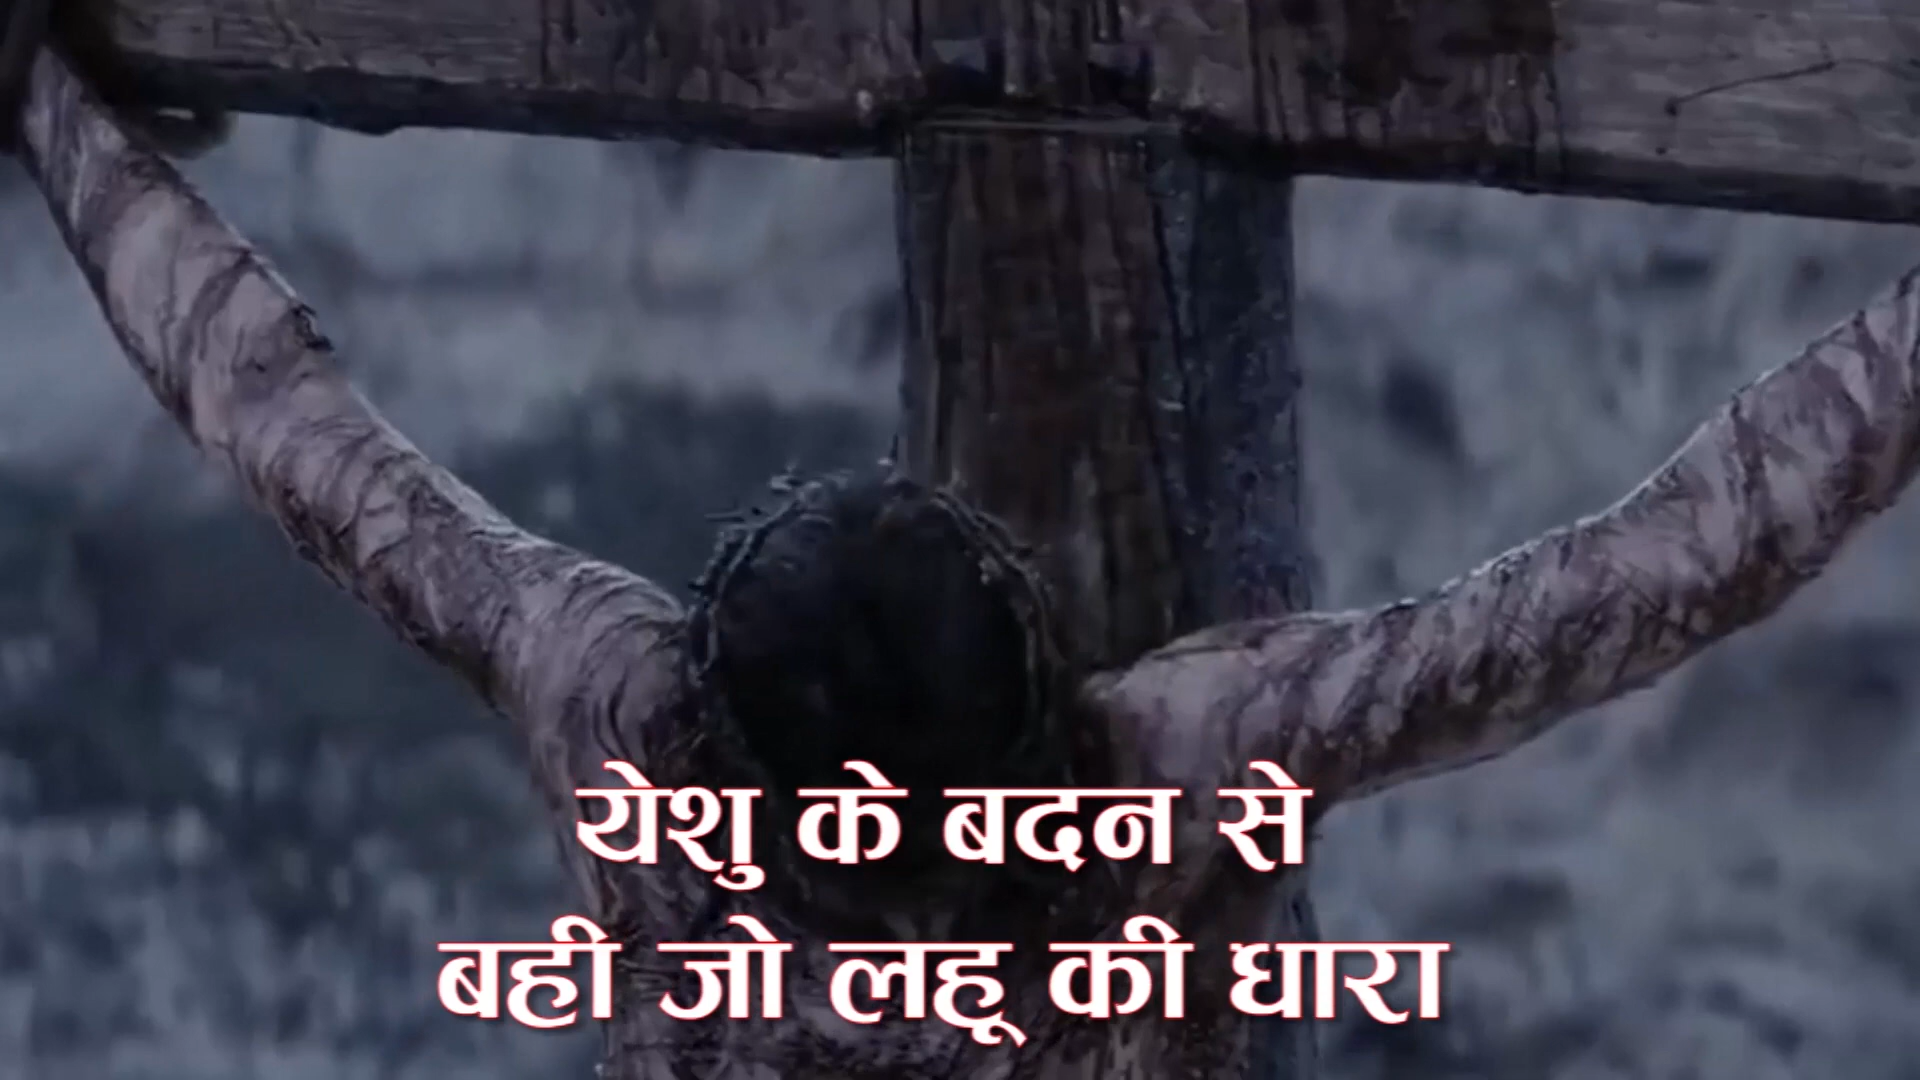 येशु के बदन से
बही जो लहू की धारा